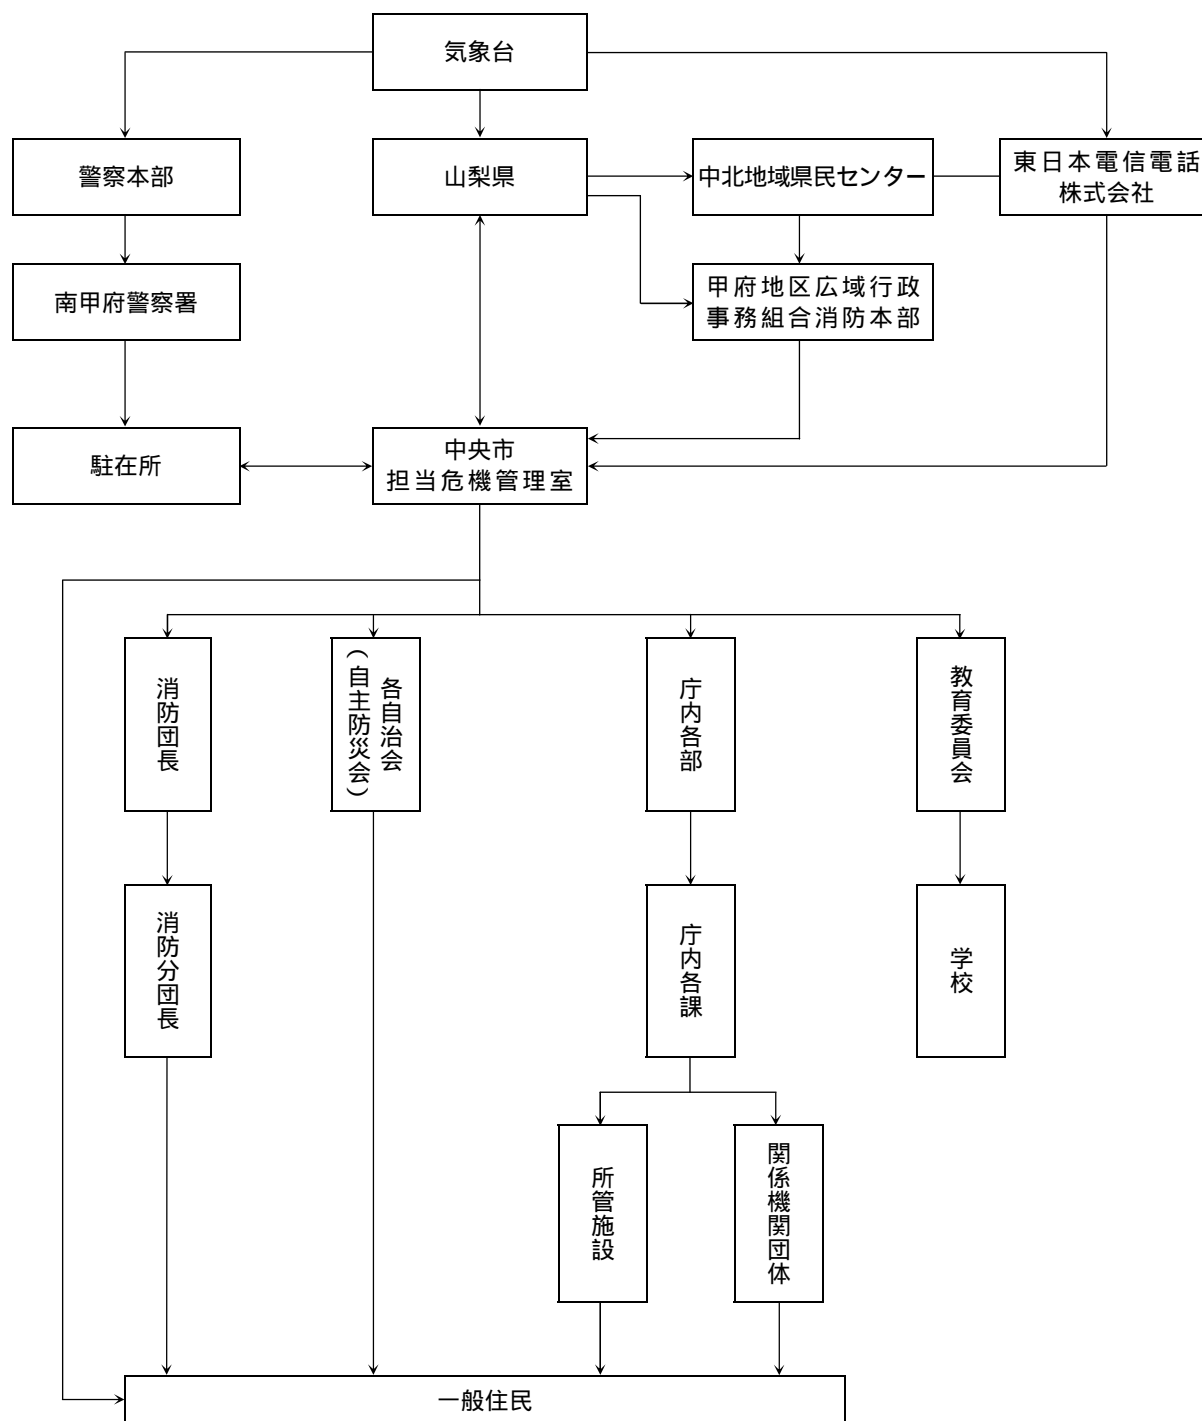 気象台
警察本部
山梨県
中北地域県民センター
東日本電信電話
株式会社
南甲府警察署
甲府地区広域行政
事務組合消防本部
駐在所
中央市
担当危機管理室
消防団長
各自治会
(自主防災会)
庁内各部
教育委員会
消防分団長
庁内各課
学校
所管施設
関係機関団体
一般住民